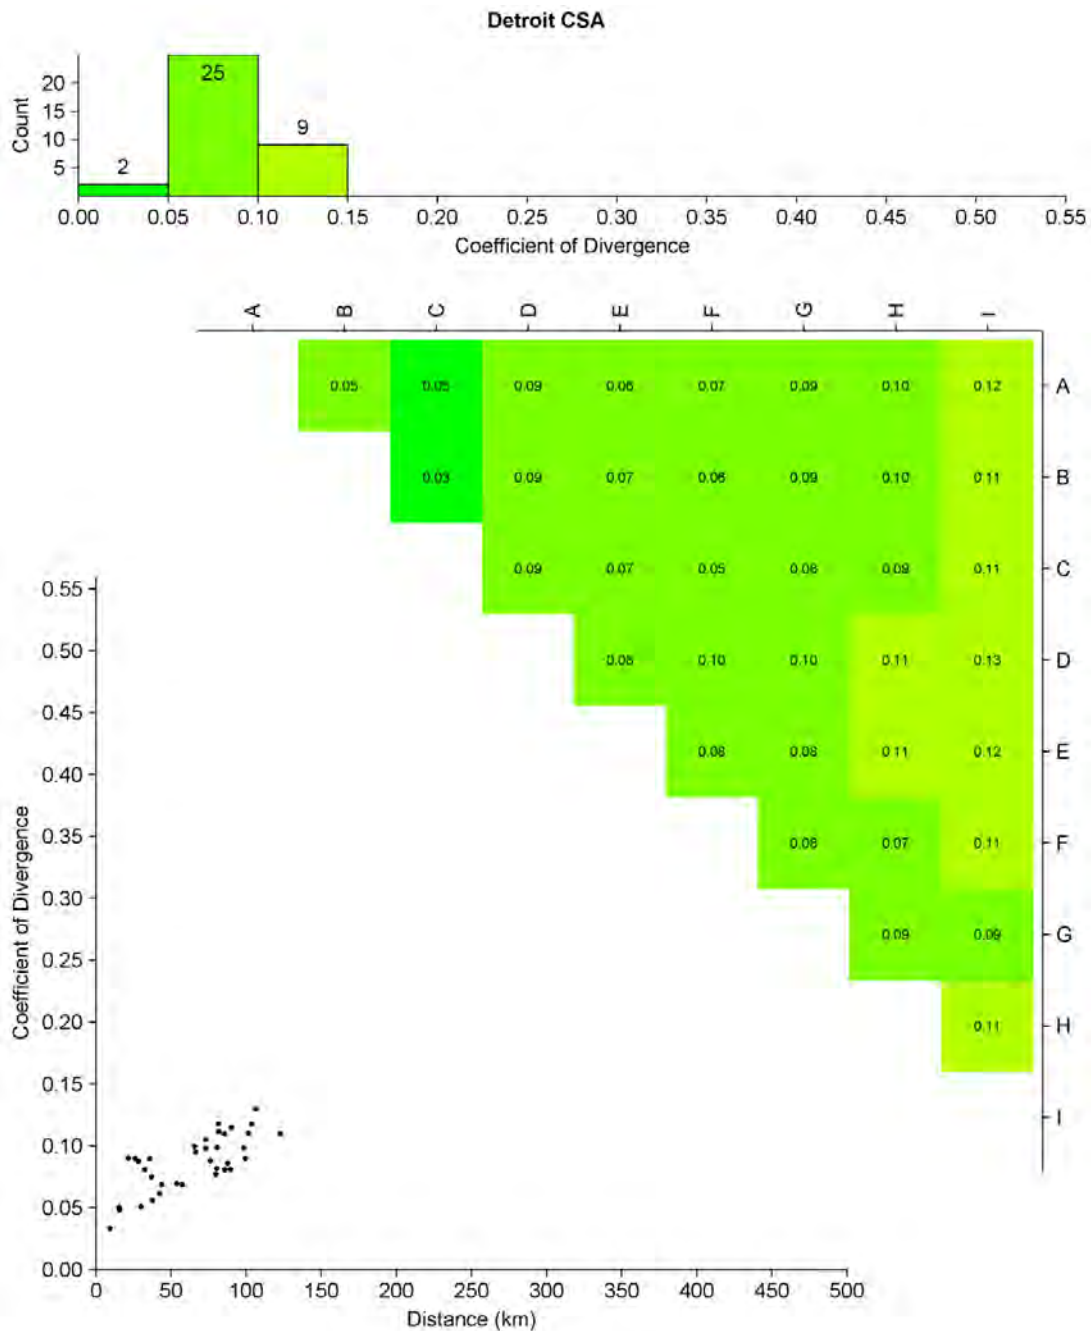 Detroit CSA
Count
20
15
10
5
2
25
9
0.00 0.05 0.10 0.15 0.20 0.25 0.30 0.35 0.40 0.45 0.50 0.55
Coefficient of Divergence
A B C D E F G H I
0.05 0.05 0.09 0.06 0.07 0.09 0.10 0.12 A
0.03 0.09 0.07 0.06 0.09 0.10 0.11 B
0.09 0.07 0.05 0.08 0.09 0.11 C
0.08 0.10 0.10 0.11 0.13 D
0.08 0.08 0.11 0.12 E
0.08 0.07 0.11 F
0.09 0.09 G
0.11 H
I
Coefficient of Divergence
0.55
0.50
0.45
0.40
0.35
0.30
0.25
0.20
0.15
0.10
0.05
0.00
0 50 100 150 200 250 300 350 400 450 500
Distance (km)